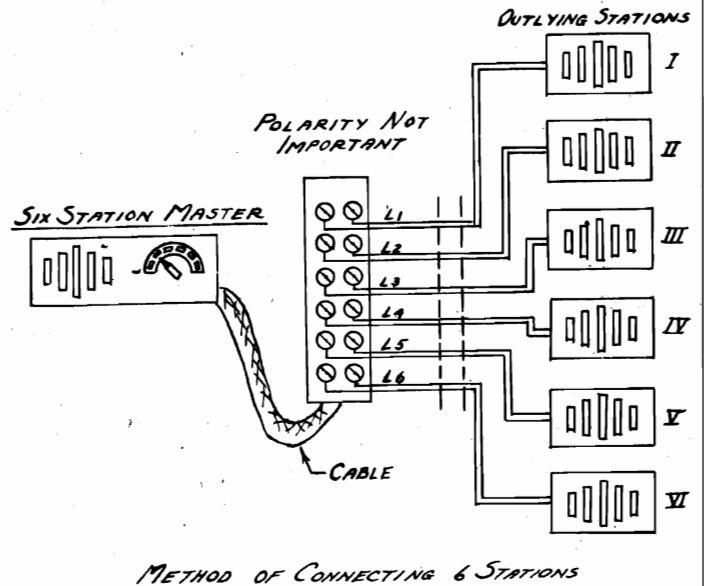 OUTLYING STATIONS
I
POLARITY NOT
IMPORTANT
II
SIX STATION MASTER
L1
III
L2
L3
L4
IV
L5
L6
V
CABLE
VI
METHOD OF CONNECTING 6 STATIONS